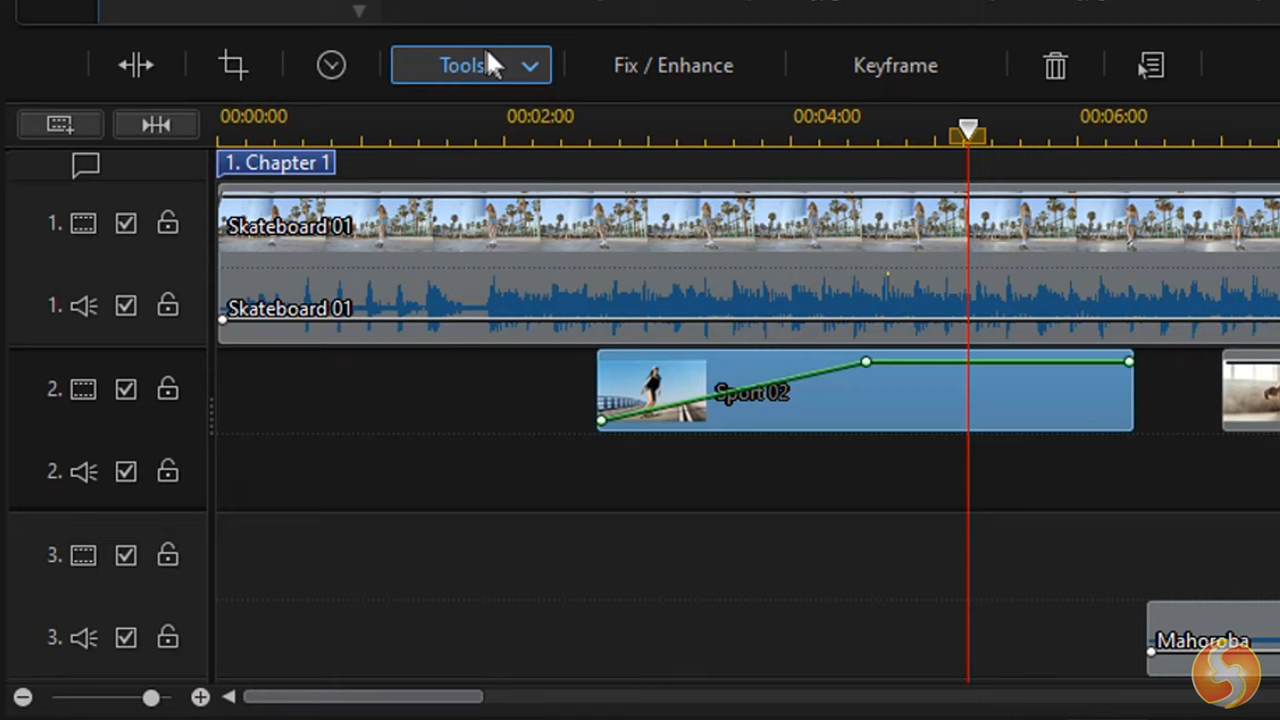 Tools
Fix / Enhance
Keyframe
00:00:00
00:02:00
00:04:00
00:06:00
1. Chapter 1
1.
Skateboard 01
1.
Skateboard 01
2.
Sport 02
2.
3.
3.
Mahoroba